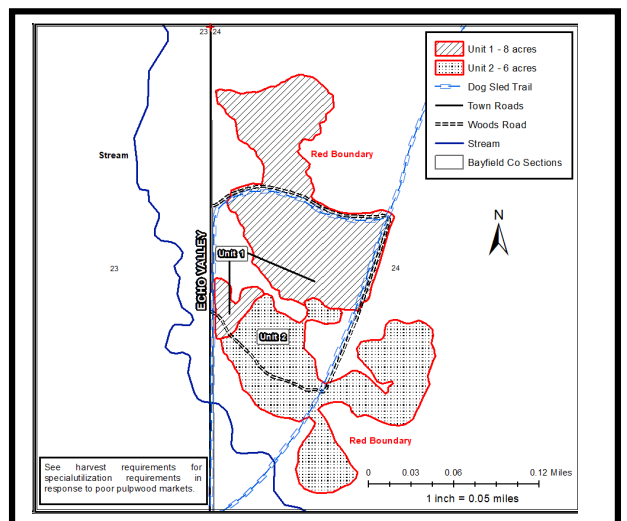 23 24
Unit 1 - 8 acres
Unit 2 - 6 acres
Dog Sled Trail
Town Roads
Woods Road
Stream
Bayfield Co Sections
Stream
Red Boundary
N
ECHO VALLEY
Unit 1
23
24
Unit 2
Red Boundary
See harvest requirements for
specialutilization requirements in
response to poor pulpwood markets.
0 0.03 0.06 0.12 Miles
1 inch = 0.05 miles